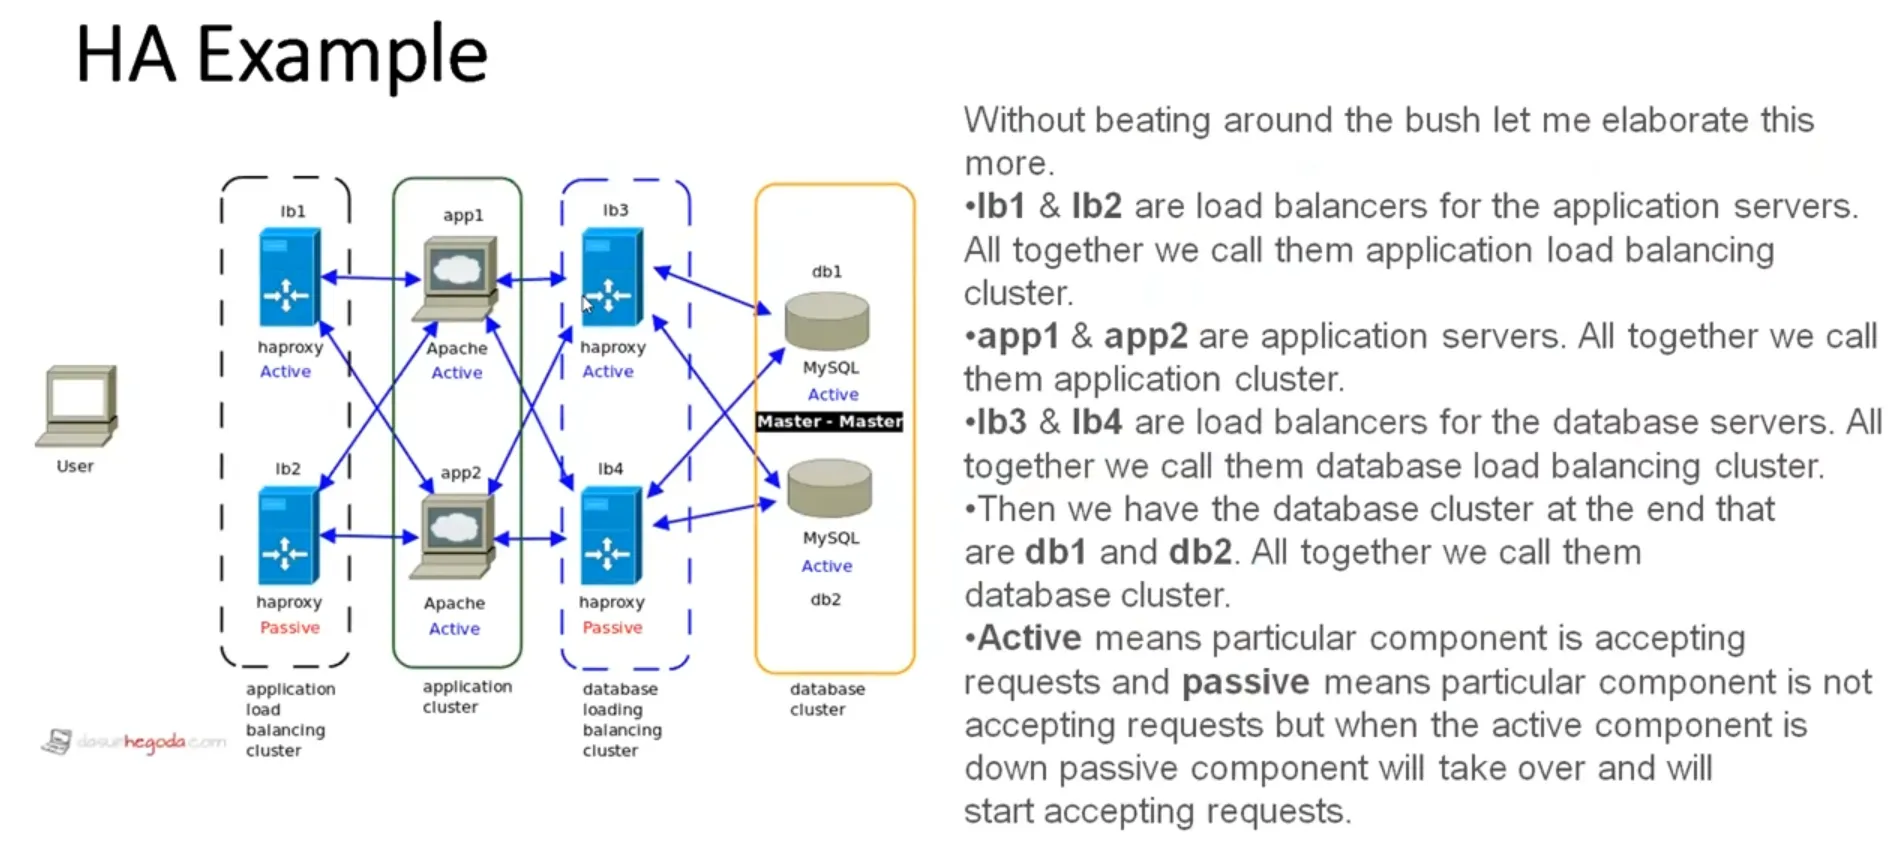 HA Example
Without beating around the bush let me elaborate this
more.
•lb1 & lb2 are load balancers for the application servers.
All together we call them application load balancing
cluster.
•app1 & app2 are application servers. All together we call
them application cluster.
•lb3 & lb4 are load balancers for the database servers. All
together we call them database load balancing cluster.
•Then we have the database cluster at the end that
are db1 and db2. All together we call them
database cluster.
•Active means particular component is accepting
requests and passive means particular component is not
accepting requests but when the active component is
down passive component will take over and will
start accepting requests.
User
lb1
haproxy
Active
lb2
haproxy
Passive
application
load
balancing
cluster
app1
Apache
Active
app2
Apache
Active
application
cluster
lb3
haproxy
Active
lb4
haproxy
Passive
database
loading
balancing
cluster
db1
MySQL
Active
Master - Master
MySQL
Active
db2
database
cluster
dasunhegoda.com